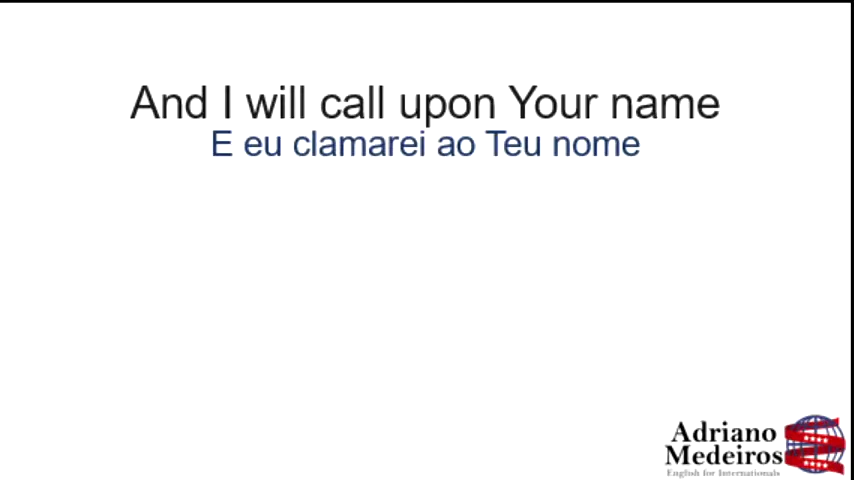 And I will call upon Your name
E eu clamarei ao Teu nome
Adriano
Medeiros
English for Internationals